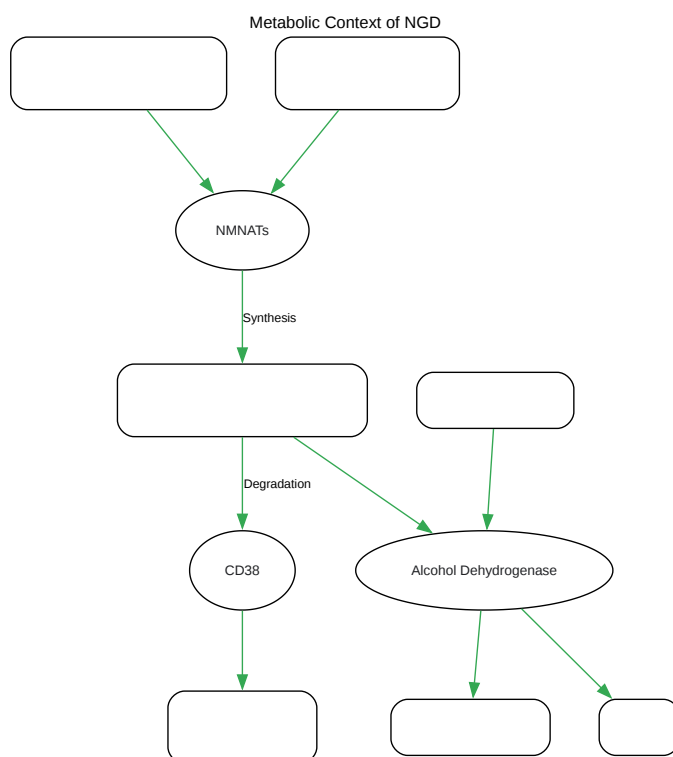 Metabolic Context of NGD
NMNATs
Synthesis
Degradation
CD38
Alcohol Dehydrogenase